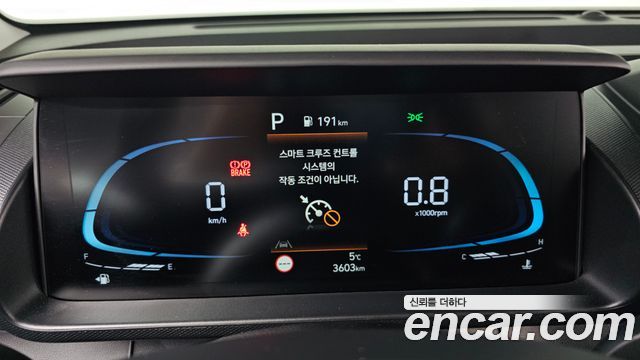 P 191 km
스마트 크루즈 컨트롤
시스템의
작동 조건이 아닙니다.
BRAKE
0
km/h
0.8
x1000rpm
F E
5℃
3603km
C H
신뢰를 더하다
encar.com